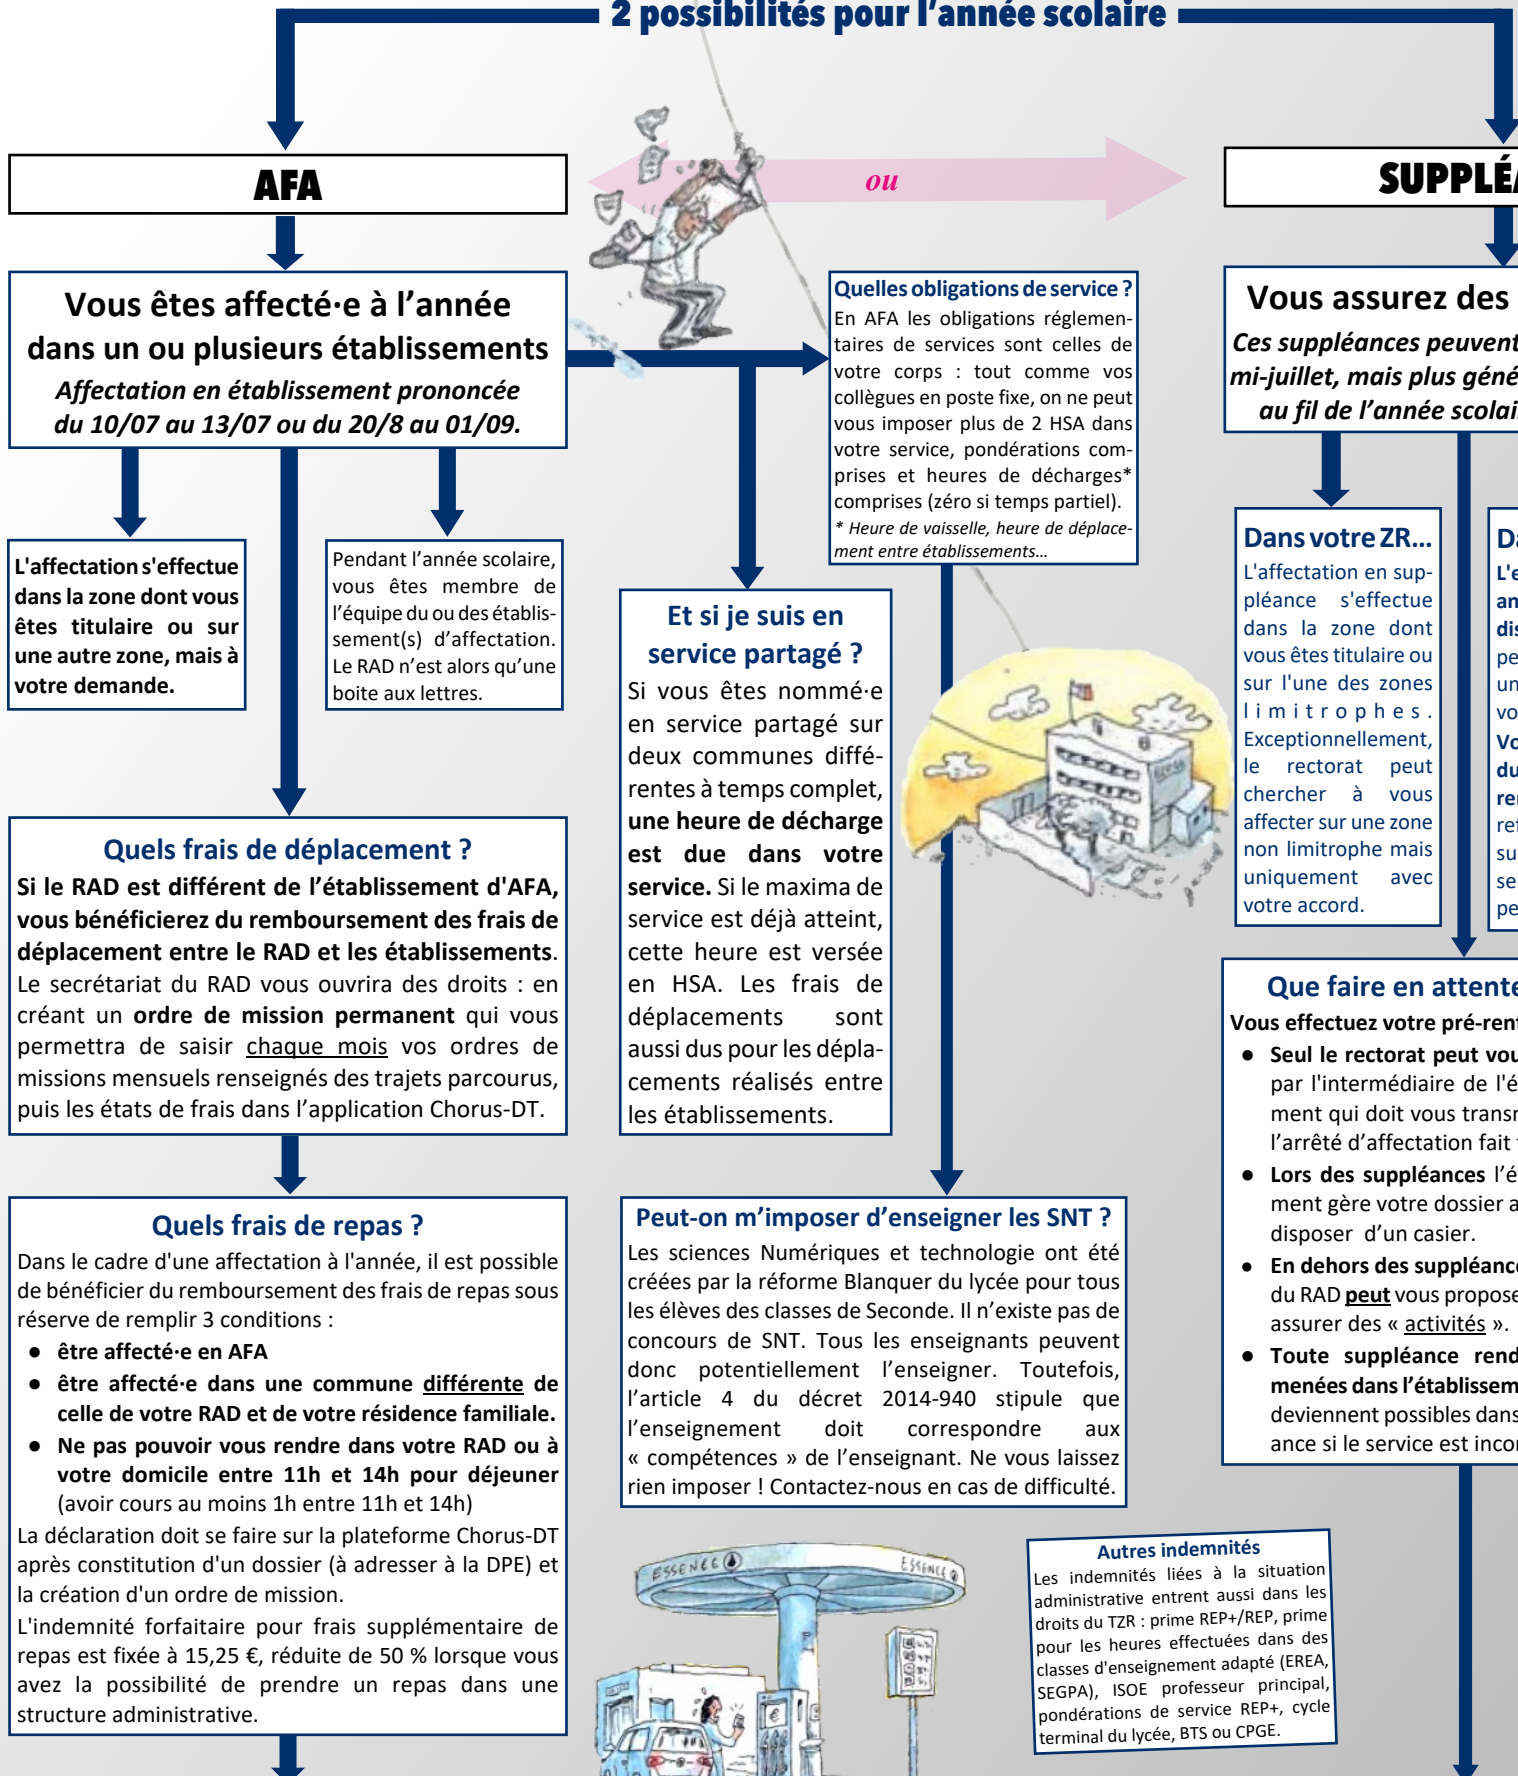 2 possibilités pour l’année scolaire
AFA
ou
Vous êtes affecté·e à l’année
dans un ou plusieurs établissements
Affectation en établissement prononcée
du 10/07 au 13/07 ou du 20/8 au 01/09.
L'affectation s'effectue
dans la zone dont vous
êtes titulaire ou sur
une autre zone, mais à
votre demande.
Pendant l’année scolaire,
vous êtes membre de
l’équipe du ou des établis-
sement(s) d’affectation.
Le RAD n’est alors qu’une
boite aux lettres.
Quels frais de déplacement ?
Si le RAD est différent de l’établissement d'AFA,
vous bénéficierez du remboursement des frais de
déplacement entre le RAD et les établissements.
Le secrétariat du RAD vous ouvrira des droits : en
créant un ordre de mission permanent qui vous
permettra de saisir chaque mois vos ordres de
missions mensuels renseignés des trajets parcourus,
puis les états de frais dans l’application Chorus-DT.
Quels frais de repas ?
Dans le cadre d'une affectation à l'année, il est possible
de bénéficier du remboursement des frais de repas sous
réserve de remplir 3 conditions :
● être affecté·e en AFA
● être affecté·e dans une commune différente de
celle de votre RAD et de votre résidence familiale.
● Ne pas pouvoir vous rendre dans votre RAD ou à
votre domicile entre 11h et 14h pour déjeuner
(avoir cours au moins 1h entre 11h et 14h)
La déclaration doit se faire sur la plateforme Chorus-DT
après constitution d'un dossier (à adresser à la DPE) et
la création d'un ordre de mission.
L'indemnité forfaitaire pour frais supplémentaire de
repas est fixée à 15,25 €, réduite de 50 % lorsque vous
avez la possibilité de prendre un repas dans une
structure administrative.
Quelles obligations de service ?
En AFA les obligations réglemen-
taires de services sont celles de
votre corps : tout comme vos
collègues en poste fixe, on ne peut
vous imposer plus de 2 HSA dans
votre service, pondérations com-
prises et heures de décharges*
comprises (zéro si temps partiel).
* Heure de vaisselle, heure de déplace-
ment entre établissements…
Et si je suis en
service partagé ?
Si vous êtes nommé·e
en service partagé sur
deux communes diffé-
rentes à temps complet,
une heure de décharge
est due dans votre
service. Si le maxima de
service est déjà atteint,
cette heure est versée
en HSA. Les frais de
déplacements sont
aussi dus pour les dépla-
cements réalisés entre
les établissements.
Peut-on m’imposer d’enseigner les SNT ?
Les sciences Numériques et technologie ont été
créées par la réforme Blanquer du lycée pour tous
les élèves des classes de Seconde. Il n’existe pas de
concours de SNT. Tous les enseignants peuvent
donc potentiellement l’enseigner. Toutefois,
l’article 4 du décret 2014-940 stipule que
l’enseignement doit correspondre aux
« compétences » de l’enseignant. Ne vous laissez
rien imposer ! Contactez-nous en cas de difficulté.
ESSENCE
ESSENCE
€
Autres indemnités
Les indemnités liées à la situation
administrative entrent aussi dans les
droits du TZR : prime REP+/REP, prime
pour les heures effectuées dans des
classes d'enseignement adapté (EREA,
SEGPA), ISOE professeur principal,
pondérations de service REP+, cycle
terminal du lycée, BTS ou CPGE.
SUPPLÉ
Vous assurez des
Ces suppléances peuvent
mi-juillet, mais plus géné
au fil de l’année scolai
Dans votre ZR…
L'affectation en sup-
pléance s'effectue
dans la zone dont
vous êtes titulaire ou
sur l'une des zones
limitrophes.
Exceptionnellement,
le rectorat peut
chercher à vous
affecter sur une zone
non limitrophe mais
uniquement avec
votre accord.
Da
L'e
an
dis
pe
un
vo
Vo
du
re
ref
su
se
pe
Que faire en attente
Vous effectuez votre pré-rent
● Seul le rectorat peut vou
par l'intermédiaire de l'é
ment qui doit vous transm
l’arrêté d’affectation fait
● Lors des suppléances l’é
ment gère votre dossier a
disposer d’un casier.
● En dehors des suppléance
du RAD peut vous propose
assurer des « activités ».
● Toute suppléance rend
menées dans l’établissem
deviennent possibles dans
ance si le service est inco